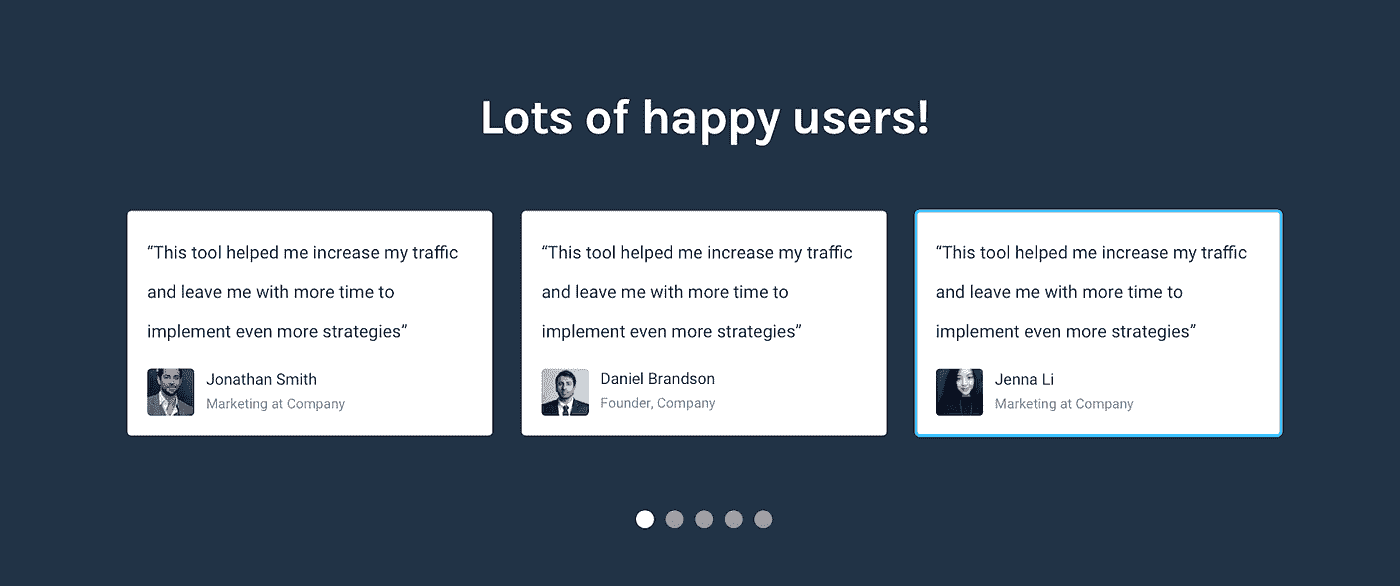 Lots of happy users!
“This tool helped me increase my traffic
and leave me with more time to
implement even more strategies”
Jonathan Smith
Marketing at Company
“This tool helped me increase my traffic
and leave me with more time to
implement even more strategies”
Daniel Brandson
Founder, Company
“This tool helped me increase my traffic
and leave me with more time to
implement even more strategies”
Jenna Li
Marketing at Company